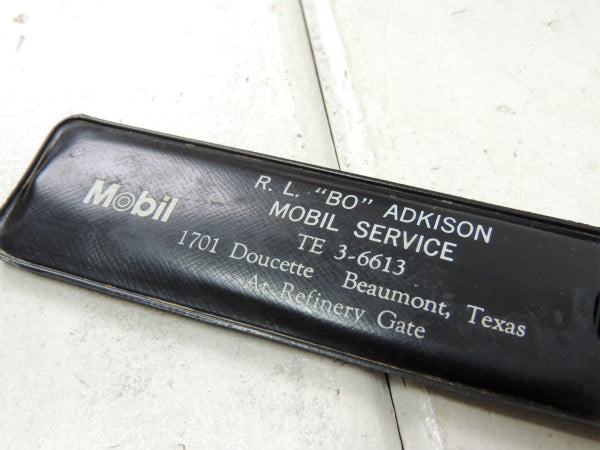 Mobil
R. L. "BO" ADKISON
MOBIL SERVICE
TE 3-6613
1701 Doucette Beaumont, Texas
At Refinery Gate